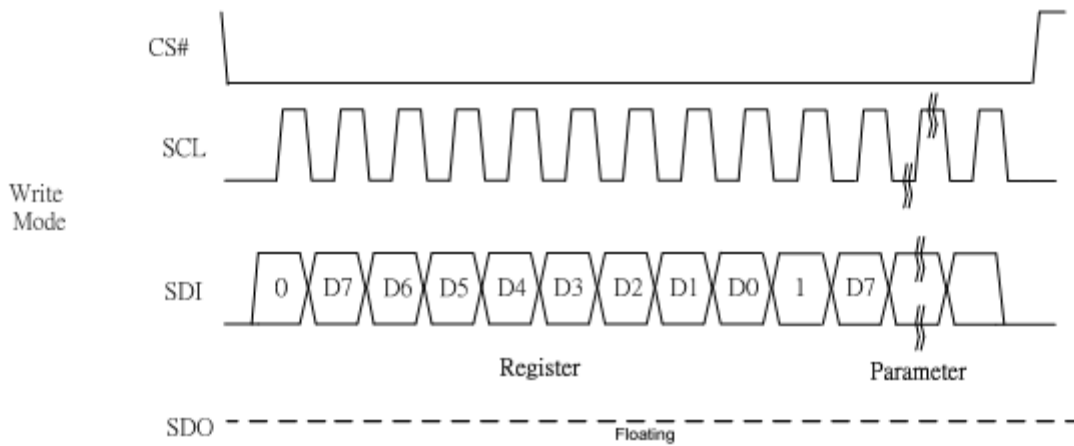 CS#
SCL
Write
Mode
SDI 0 D7 D6 D5 D4 D3 D2 D1 D0 1 D7
Register Parameter
SDO Floating